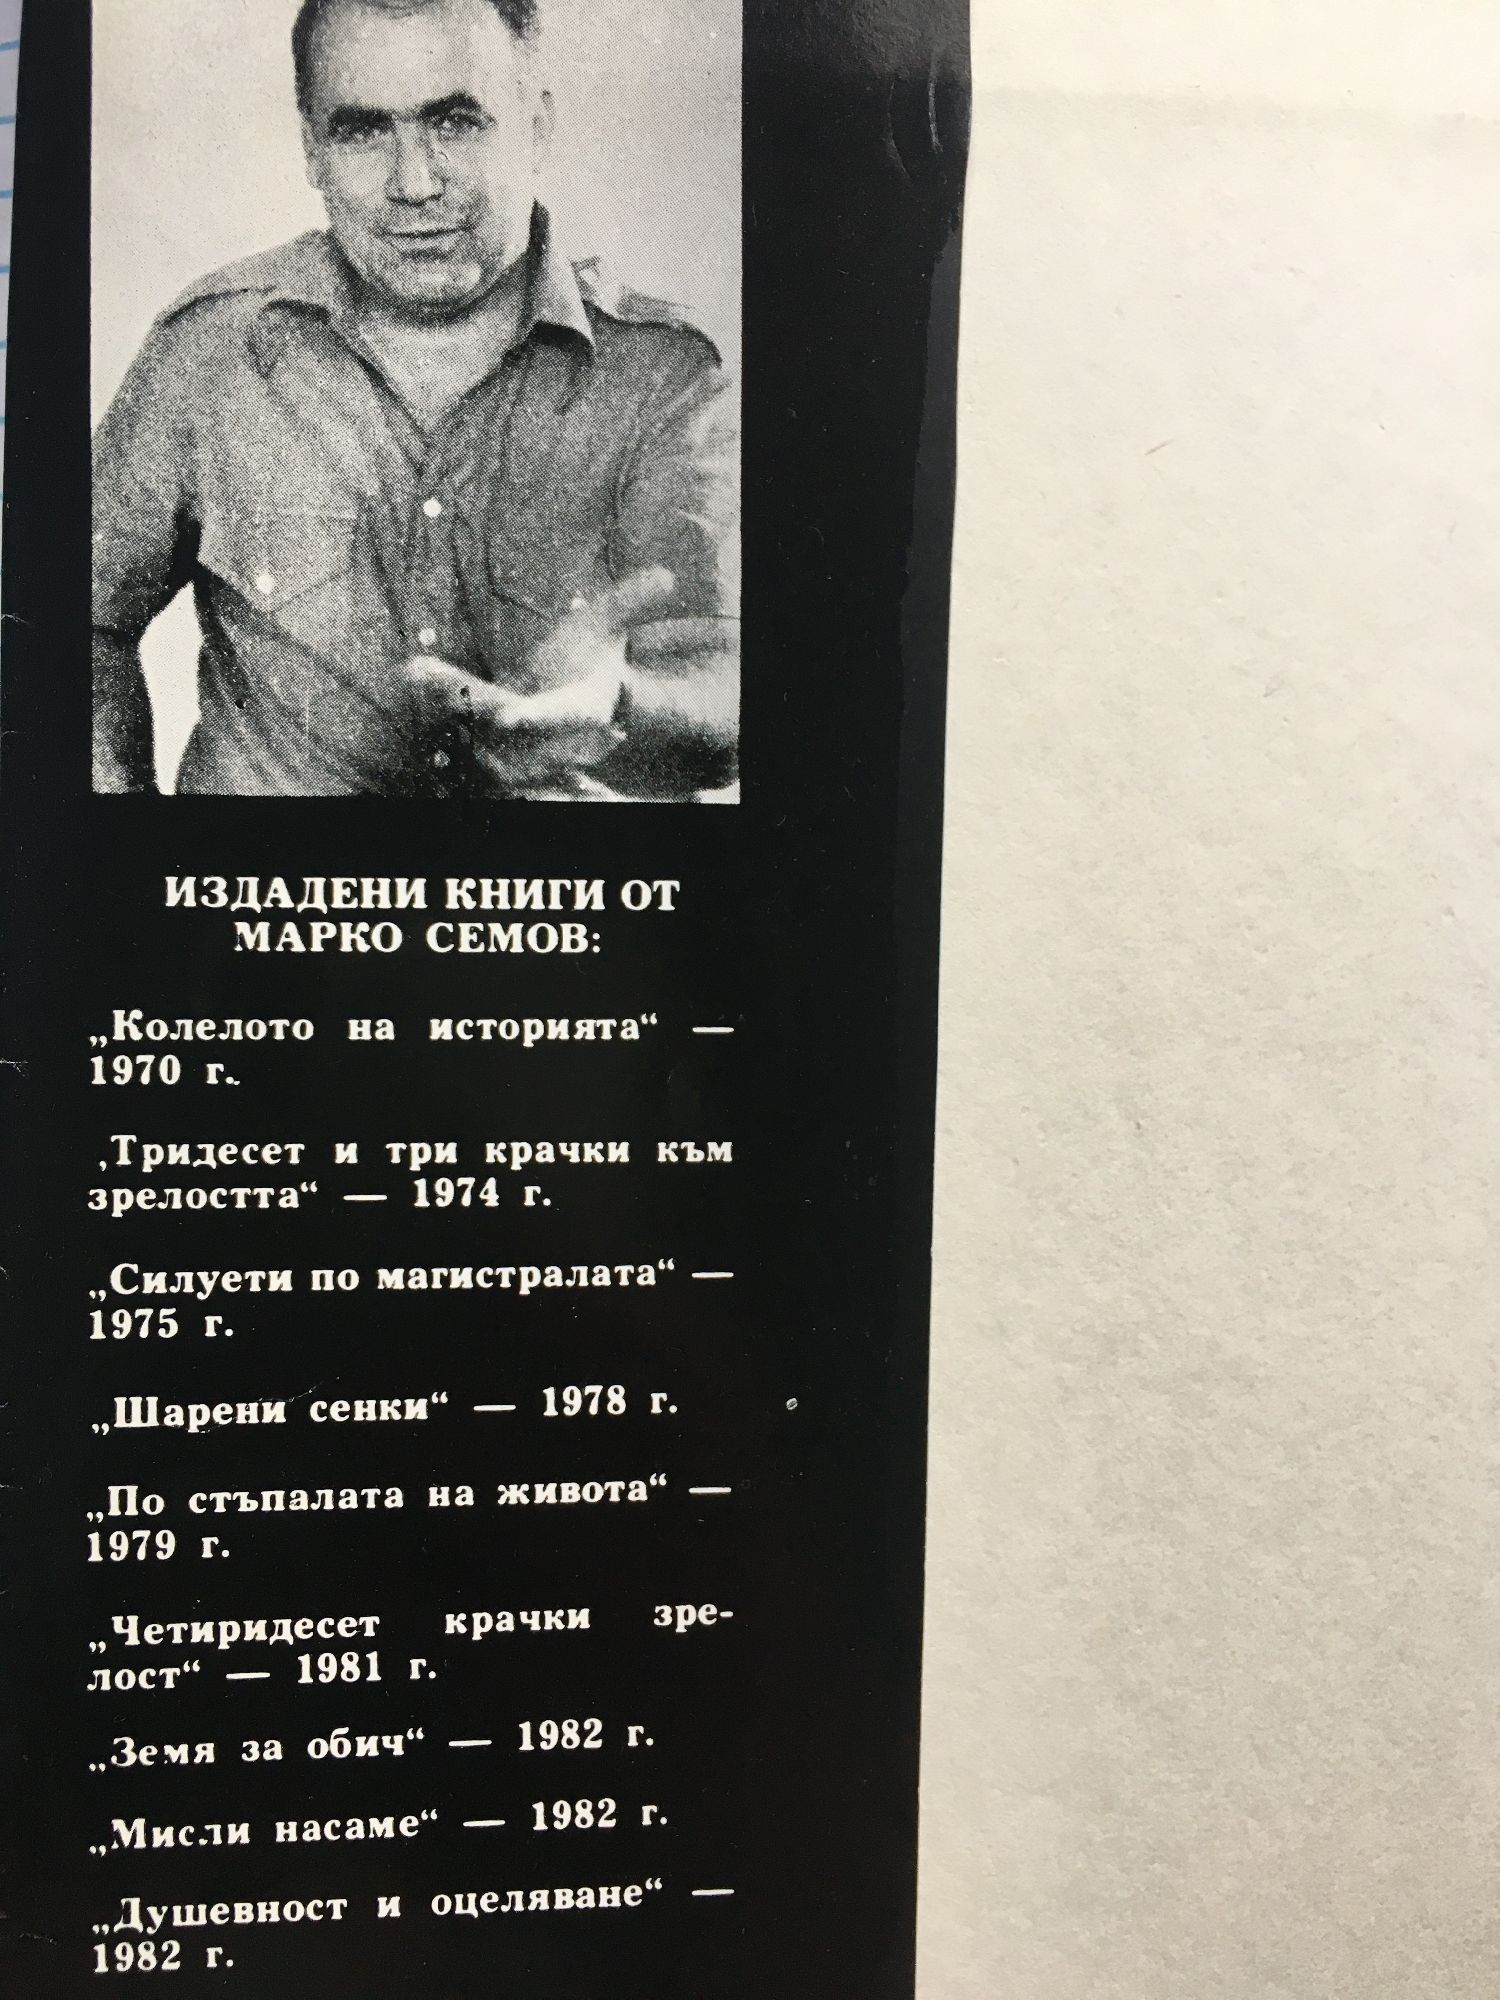 ИЗДАДЕНИ КНИГИ ОТ
МАРКО СЕМОВ:
„Колелото на историята“ —
1970 г..
‚Тридесет и три крачки към
зрелостта“ — 1974 г.
„Силуети по магистралата“ —
1975 г.
„Шарени сенки“ — 1978 г.
„По стъпалата на живота“ —
1979 г.
„Четиридесет крачки зре-
лост“ — 1981 г.
„Земя за обич“ — 1982 г.
„Мисли насаме“ — 1982 г.
„Душевност и оцеляване“ —
1982 г.